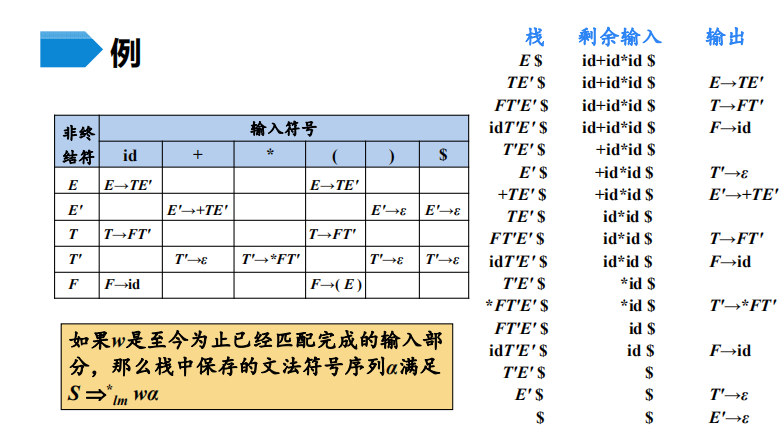 例
非终结符 输入符号
id + * ( ) $
E E→TE' E→TE'
E' E'→+TE' E'→ε E'→ε
T T→FT' T→FT'
T' T'→ε T'→*FT' T'→ε T'→ε
F F→id F→( E )
如果w是至今为止已经匹配完成的输入部
分，那么栈中保存的文法符号序列α满足
S ⇒*lm wα
栈 剩余输入 输出
E $ id+id*id $
TE' $ id+id*id $ E→TE'
FT'E' $ id+id*id $ T→FT'
idT'E' $ id+id*id $ F→id
T'E' $ +id*id $
E' $ +id*id $ T'→ε
+TE' $ +id*id $ E'→+TE'
TE' $ id*id $
FT'E' $ id*id $ T→FT'
idT'E' $ id*id $ F→id
T'E' $ *id $
*FT'E' $ *id $ T'→*FT'
FT'E' $ id $
idT'E' $ id $ F→id
T'E' $ $
E' $ $ T'→ε
$ $ E'→ε